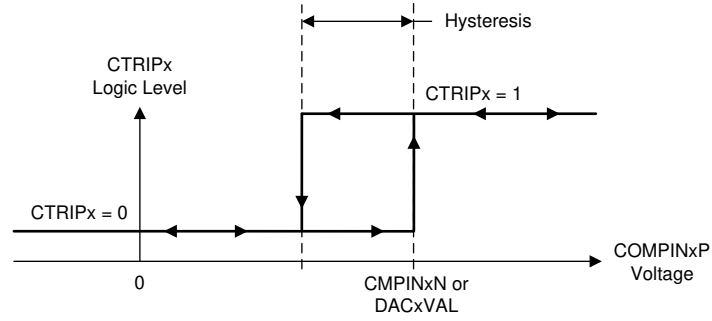 Hysteresis
CTRIPx
Logic Level
CTRIPx = 1
CTRIPx = 0
COMPINxP
Voltage
0
CMPINxN or
DACxVAL